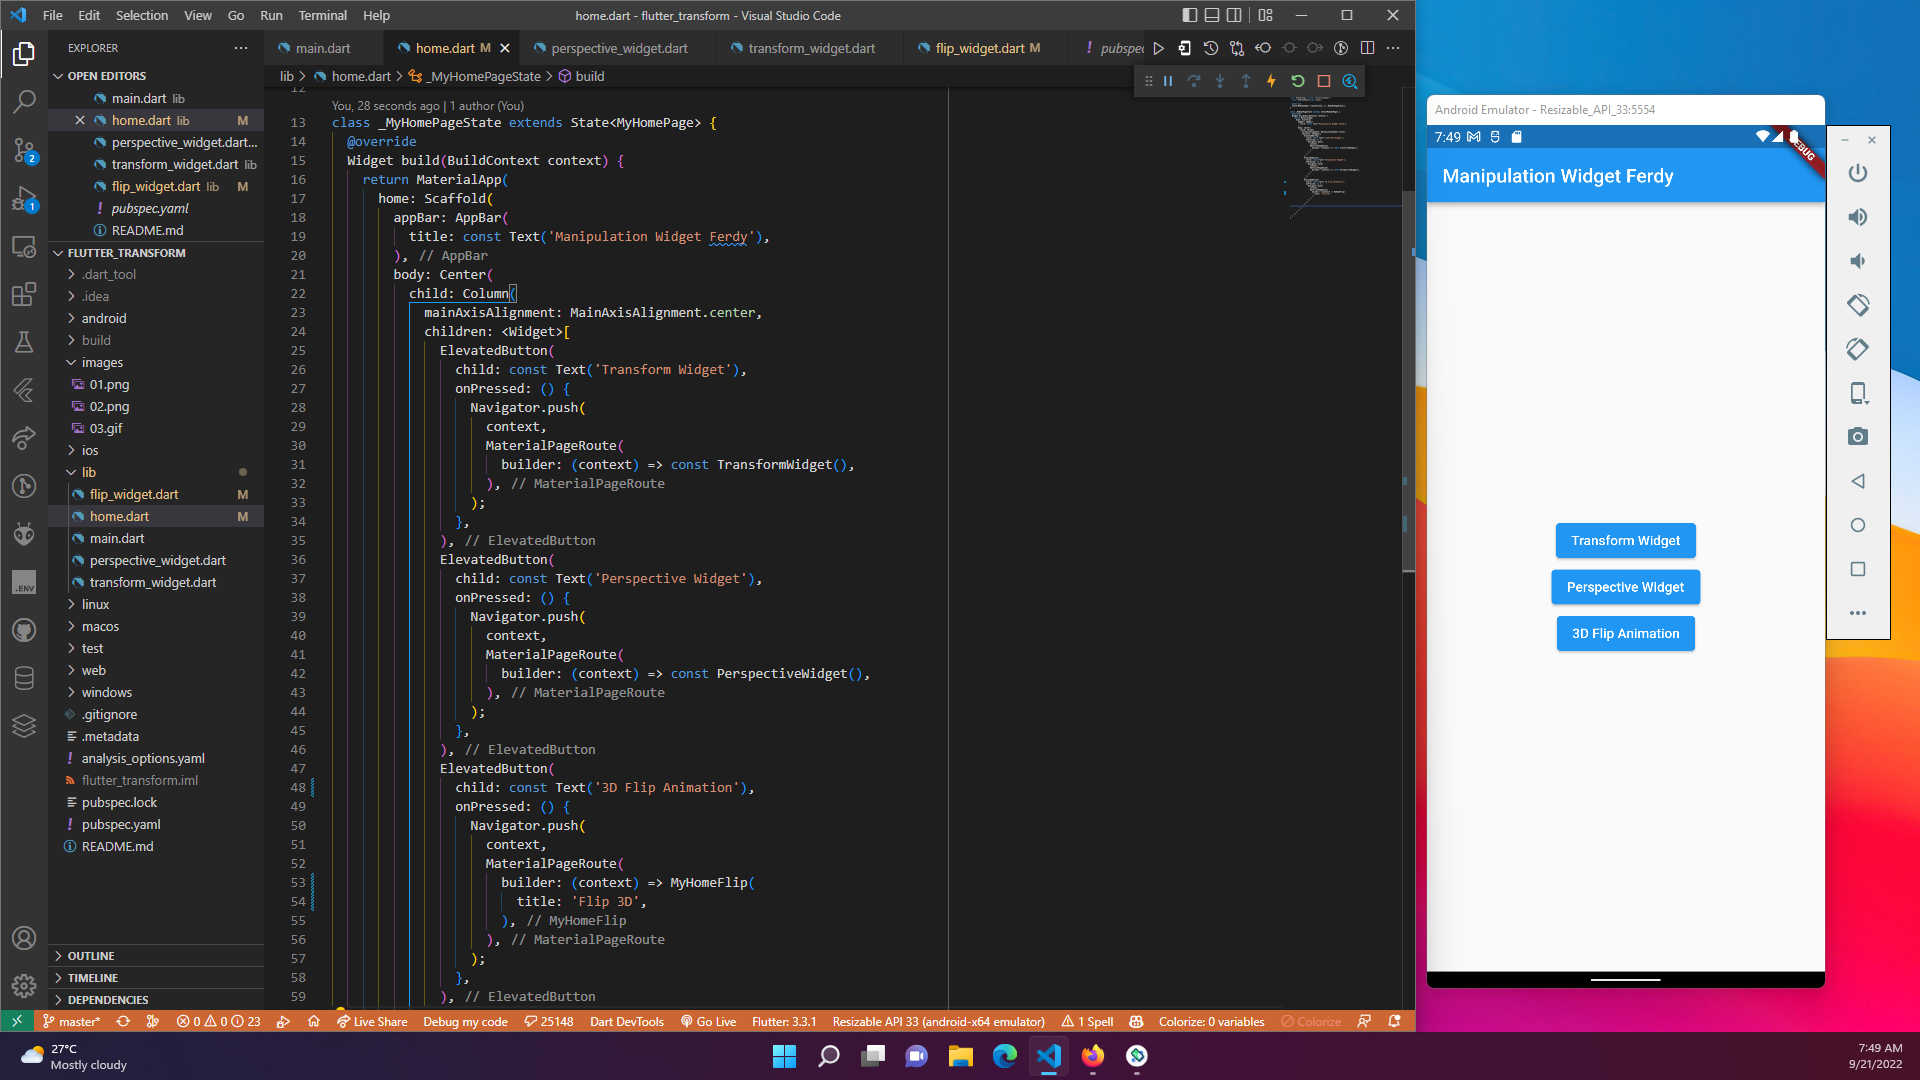 File Edit Selection View Go Run Terminal Help
home.dart - flutter_transform - Visual Studio Code
EXPLORER
OPEN EDITORS
main.dart lib
home.dart lib M
perspective_widget.dart...
transform_widget.dart lib
flip_widget.dart lib M
! pubspec.yaml
README.md
FLUTTER_TRANSFORM
.dart_tool
.idea
android
build
images
01.png
02.png
03.gif
ios
lib
flip_widget.dart M
home.dart M
main.dart
perspective_widget.dart
transform_widget.dart
linux
macos
test
web
windows
.gitignore
.metadata
! analysis_options.yaml
flutter_transform.iml
pubspec.lock
! pubspec.yaml
README.md
OUTLINE
TIMELINE
DEPENDENCIES
2
1
.ENV
main.dart
home.dart M
perspective_widget.dart
transform_widget.dart
flip_widget.dart M
! pubspec
lib > home.dart > _MyHomePageState > build
12
You, 28 seconds ago | 1 author (You)
13 class _MyHomePageState extends State<MyHomePage> {
14 @override
15 Widget build(BuildContext context) {
16 return MaterialApp(
17 home: Scaffold(
18 appBar: AppBar(
19 title: const Text('Manipulation Widget Ferdy'),
20 ), // AppBar
21 body: Center(
22 child: Column(
23 mainAxisAlignment: MainAxisAlignment.center,
24 children: <Widget>[
25 ElevatedButton(
26 child: const Text('Transform Widget'),
27 onPressed: () {
28 Navigator.push(
29 context,
30 MaterialPageRoute(
31 builder: (context) => const TransformWidget(),
32 ), // MaterialPageRoute
33 );
34 },
35 ), // ElevatedButton
36 ElevatedButton(
37 child: const Text('Perspective Widget'),
38 onPressed: () {
39 Navigator.push(
40 context,
41 MaterialPageRoute(
42 builder: (context) => const PerspectiveWidget(),
43 ), // MaterialPageRoute
44 );
45 },
46 ), // ElevatedButton
47 ElevatedButton(
48 child: const Text('3D Flip Animation'),
49 onPressed: () {
50 Navigator.push(
51 context,
52 MaterialPageRoute(
53 builder: (context) => MyHomeFlip(
54 title: 'Flip 3D',
55 ), // MyHomeFlip
56 ), // MaterialPageRoute
57 );
58 },
59 ), // ElevatedButton
master* 0 0 23 Live Share Debug my code 25148 Dart DevTools Go Live Flutter: 3.3.1 Resizable API 33 (android-x64 emulator) 1 Spell Colorize: 0 variables Colorize
Android Emulator - Resizable_API_33:5554
7:49
DEBUG
Manipulation Widget Ferdy
Transform Widget
Perspective Widget
3D Flip Animation
27°C
Mostly cloudy
7:49 AM
9/21/2022